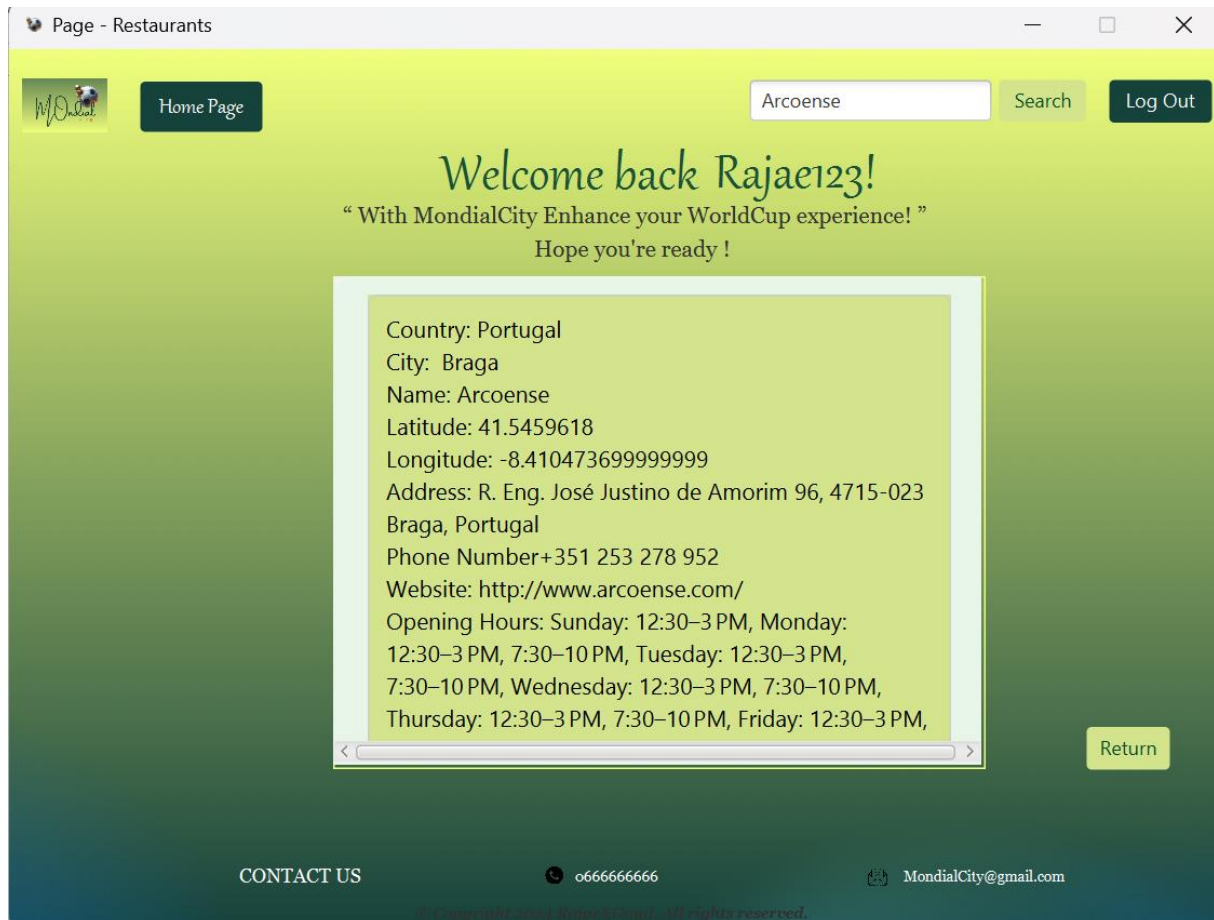 Page - Restaurants
Mondial
Home Page
Arcoense
Search
Log Out
Welcome back Rajae123!
“ With MondialCity Enhance your WorldCup experience! ”
Hope you're ready !
Country: Portugal
City:  Braga
Name: Arcoense
Latitude: 41.5459618
Longitude: -8.410473699999999
Address: R. Eng. José Justino de Amorim 96, 4715-023
Braga, Portugal
Phone Number+351 253 278 952
Website: http://www.arcoense.com/
Opening Hours: Sunday: 12:30–3 PM, Monday:
12:30–3 PM, 7:30–10 PM, Tuesday: 12:30–3 PM,
7:30–10 PM, Wednesday: 12:30–3 PM, 7:30–10 PM,
Thursday: 12:30–3 PM, 7:30–10 PM, Friday: 12:30–3 PM,
Return
CONTACT US
0666666666
MondialCity@gmail.com
All rights reserved.